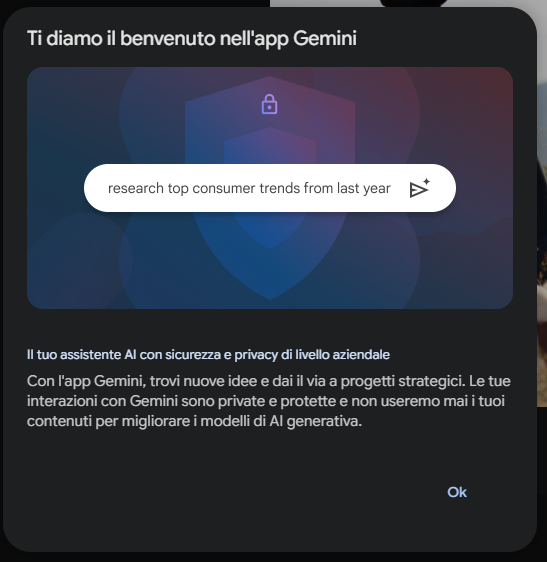 Ti diamo il benvenuto nell'app Gemini
research top consumer trends from last year
Il tuo assistente AI con sicurezza e privacy di livello aziendale
Con l'app Gemini, trovi nuove idee e dai il via a progetti strategici. Le tue
interazioni con Gemini sono private e protette e non useremo mai i tuoi
contenuti per migliorare i modelli di AI generativa.
Ok